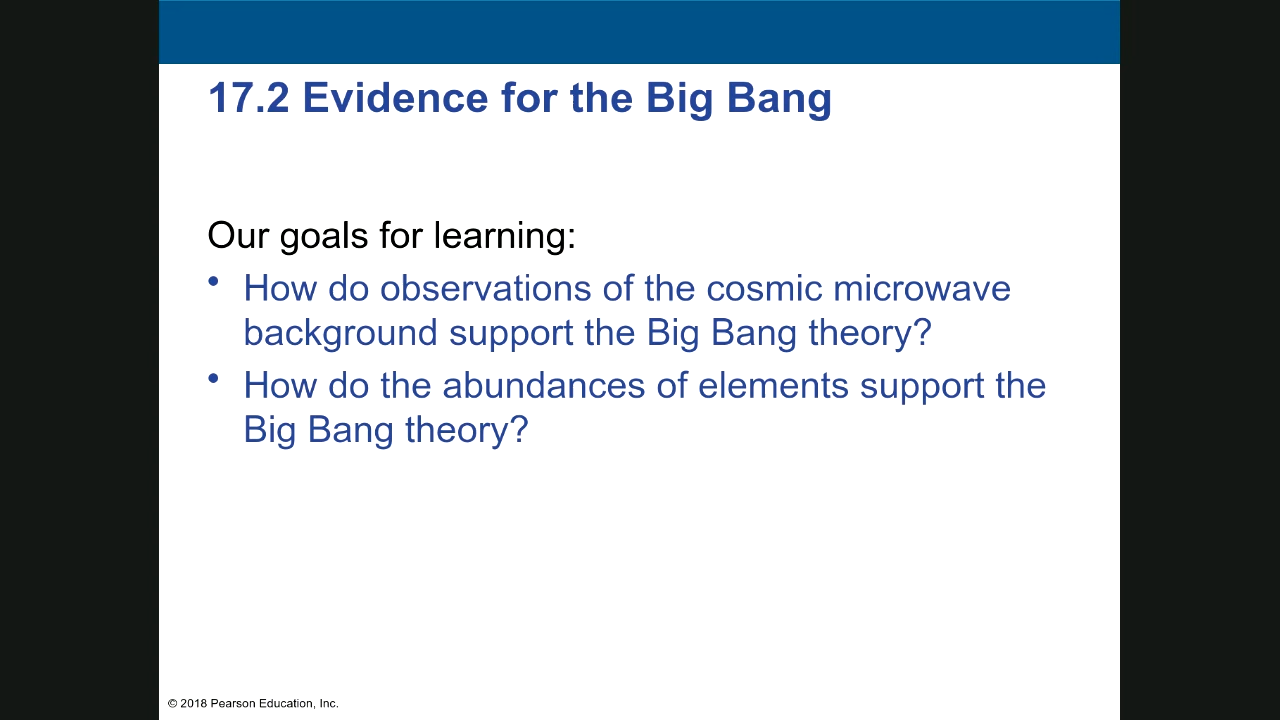 17.2 Evidence for the Big Bang
Our goals for learning:
• How do observations of the cosmic microwave
background support the Big Bang theory?
• How do the abundances of elements support the
Big Bang theory?
© 2018 Pearson Education, Inc.